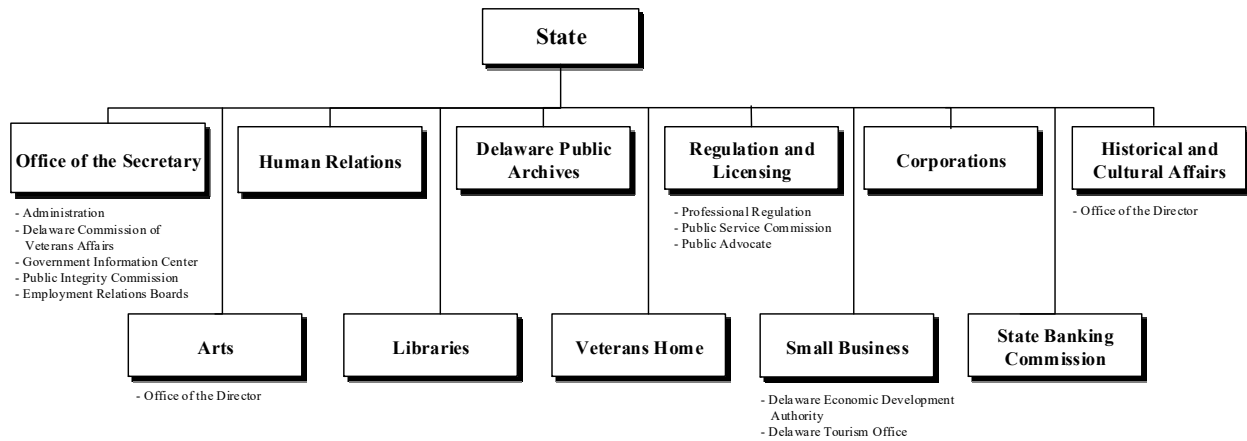 State
Office of the Secretary
Human Relations
Delaware Public
Archives
Regulation and
Licensing
Corporations
Historical and
Cultural Affairs
- Administration
- Delaware Commission of
Veterans Affairs
- Government Information Center
- Public Integrity Commission
- Employment Relations Boards
- Professional Regulation
- Public Service Commission
- Public Advocate
- Office of the Director
Arts
Libraries
Veterans Home
Small Business
State Banking
Commission
- Office of the Director
- Delaware Economic Development
Authority
- Delaware Tourism Office